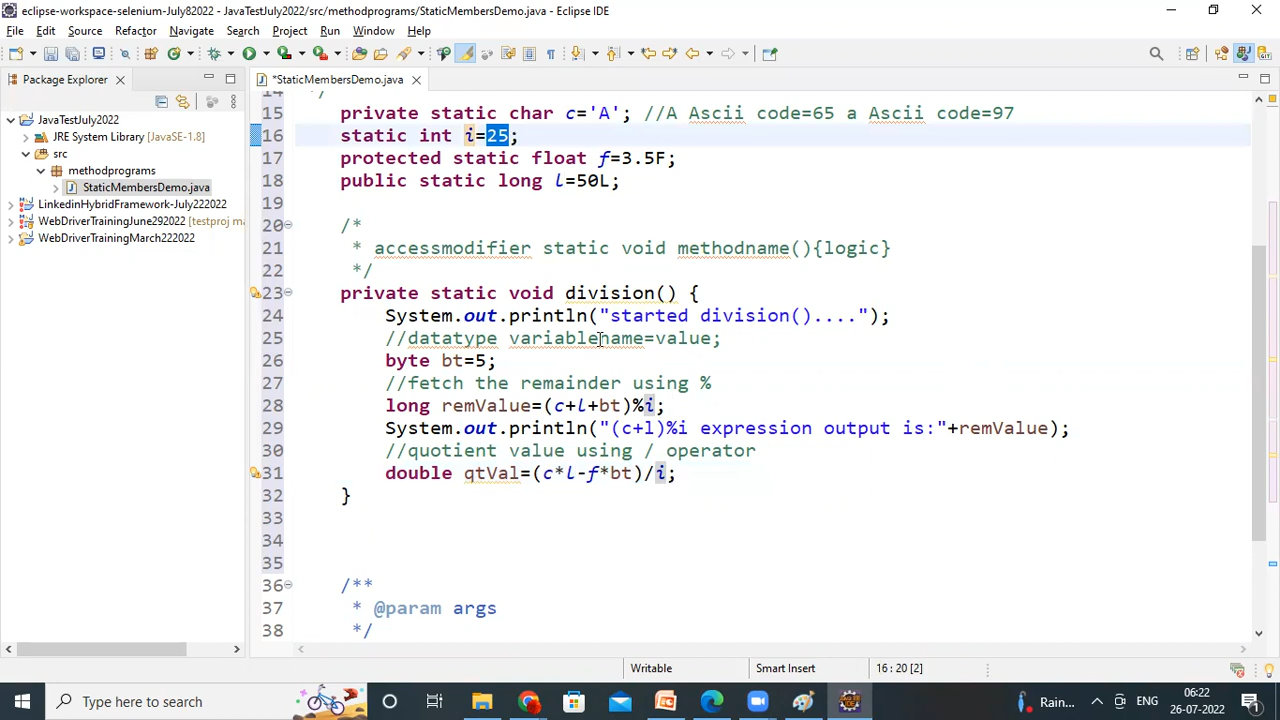 eclipse-workspace-selenium-July82022 - JavaTestJuly2022/src/methodprograms/StaticMembersDemo.java - Eclipse IDE
File Edit Source Refactor Navigate Search Project Run Window Help
Package Explorer
*StaticMembersDemo.java
JavaTestJuly2022
JRE System Library [JavaSE-1.8]
src
methodprograms
StaticMembersDemo.java
LinkedinHybridFramework-July222022
WebDriverTrainingJune292022 [testproj ma
WebDriverTrainingMarch222022
14 */
15 private static char c='A'; //A Ascii code=65 a Ascii code=97
16 static int i=25;
17 protected static float f=3.5F;
18 public static long l=50L;
19
20 /*
21 * accessmodifier static void methodname(){logic}
22 */
23 private static void division() {
24 System.out.println("started division()....");
25 //datatype variablename=value;
26 byte bt=5;
27 //fetch the remainder using %
28 long remValue=(c+l+bt)%i;
29 System.out.println("(c+l)%i expression output is:"+remValue);
30 //quotient value using / operator
31 double qtVal=(c*l-f*bt)/i;
32 }
33
34
35
36 /**
37 * @param args
38 */
Writable Smart Insert 16 : 20 [2]
Type here to search
Rain... ENG 06:22
26-07-2022
1